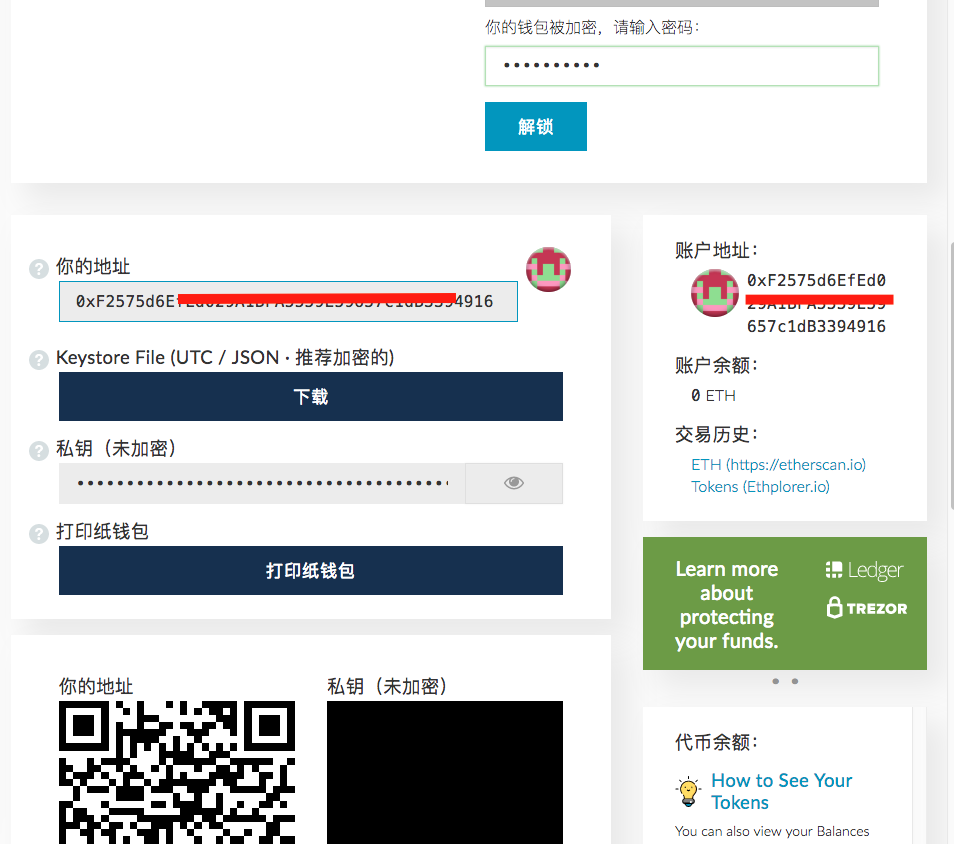 你的钱包被加密，请输入密码：
解锁
你的地址
0xF2575d6E 4916
Keystore File (UTC / JSON · 推荐加密的)
下载
私钥（未加密）
打印纸钱包
打印纸钱包
你的地址
私钥（未加密）
账户地址：
0xF2575d6EfEd0
657c1dB3394916
账户余额：
0 ETH
交易历史：
ETH (https://etherscan.io)
Tokens (Ethplorer.io)
Learn more
about
protecting
your funds.
Ledger
TREZOR
代币余额：
How to See Your
Tokens
You can also view your Balances